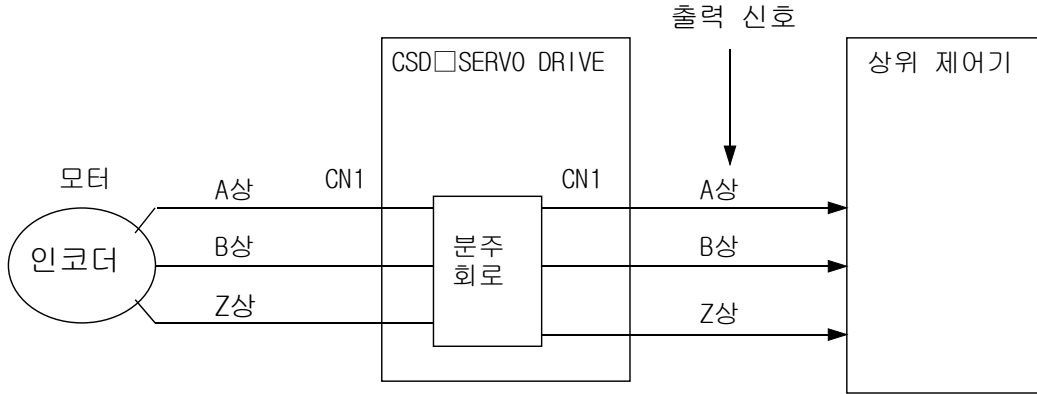 출력 신호
CSD□SERVO DRIVE
상위 제어기
모터
A상
CN1
CN1
A상
인코더
B상
분주
회로
B상
Z상
Z상